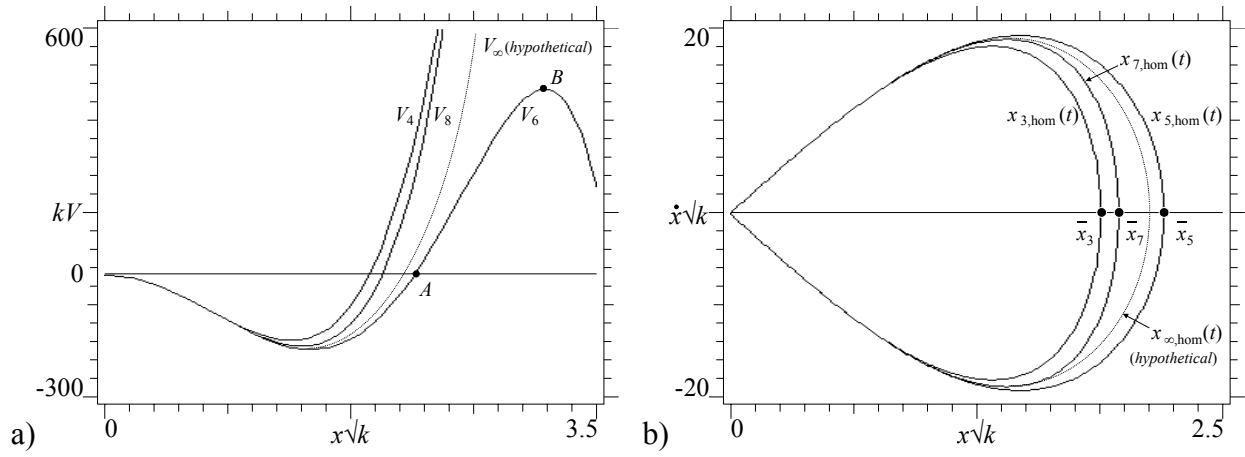 600
V∞ (hypothetical)
B
V4
V8
V6
kV
0
A
-300
0
x√k
3.5
a)
20
x7,hom(t)
x3,hom(t)
x5,hom(t)
ẋ√k
x̄3
x̄7
x̄5
x∞,hom(t)
(hypothetical)
-20
0
x√k
2.5
b)